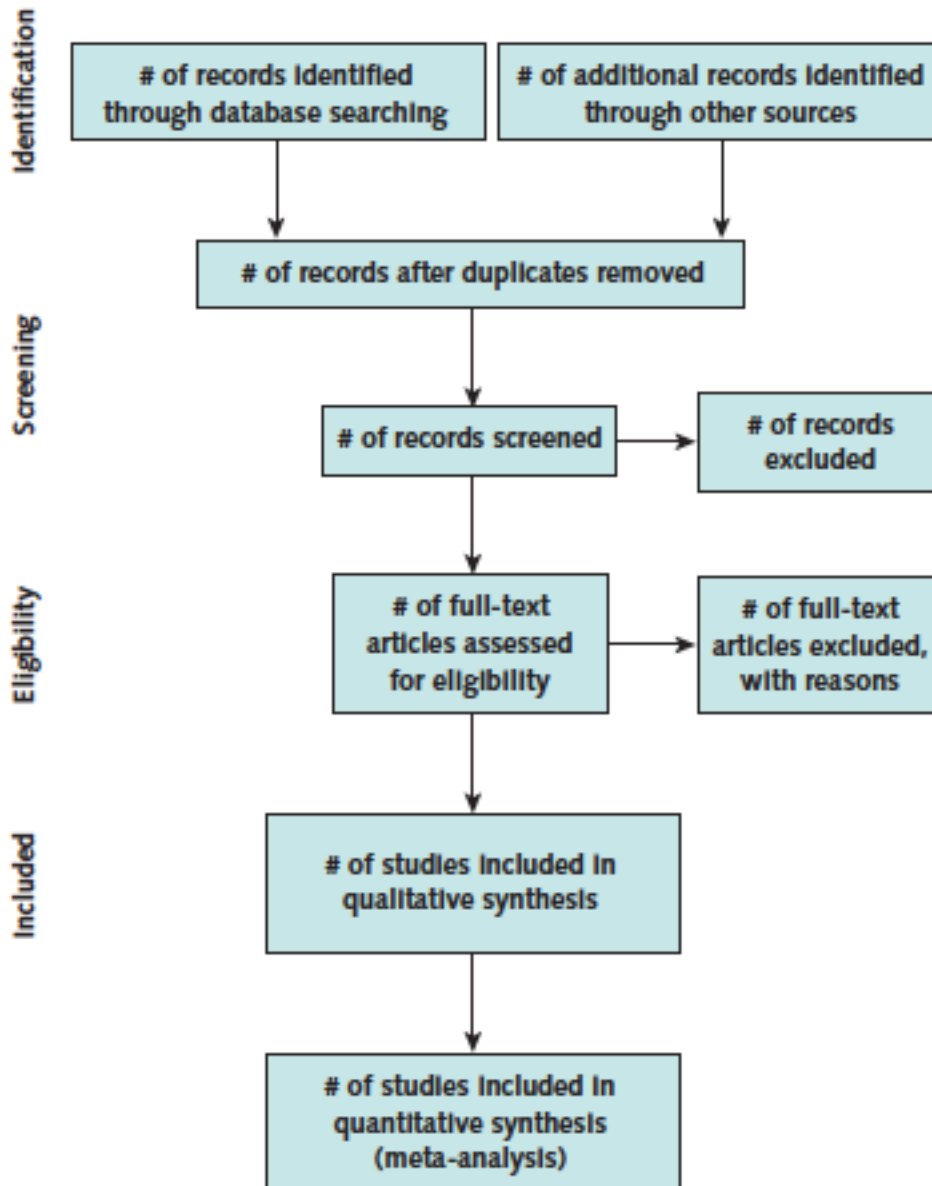 Identification
# of records identified
through database searching
# of additional records identified
through other sources
# of records after duplicates removed
Screening
# of records screened
# of records
excluded
Eligibility
# of full-text
articles assessed
for eligibility
# of full-text
articles excluded,
with reasons
Included
# of studies included in
qualitative synthesis
# of studies included in
quantitative synthesis
(meta-analysis)